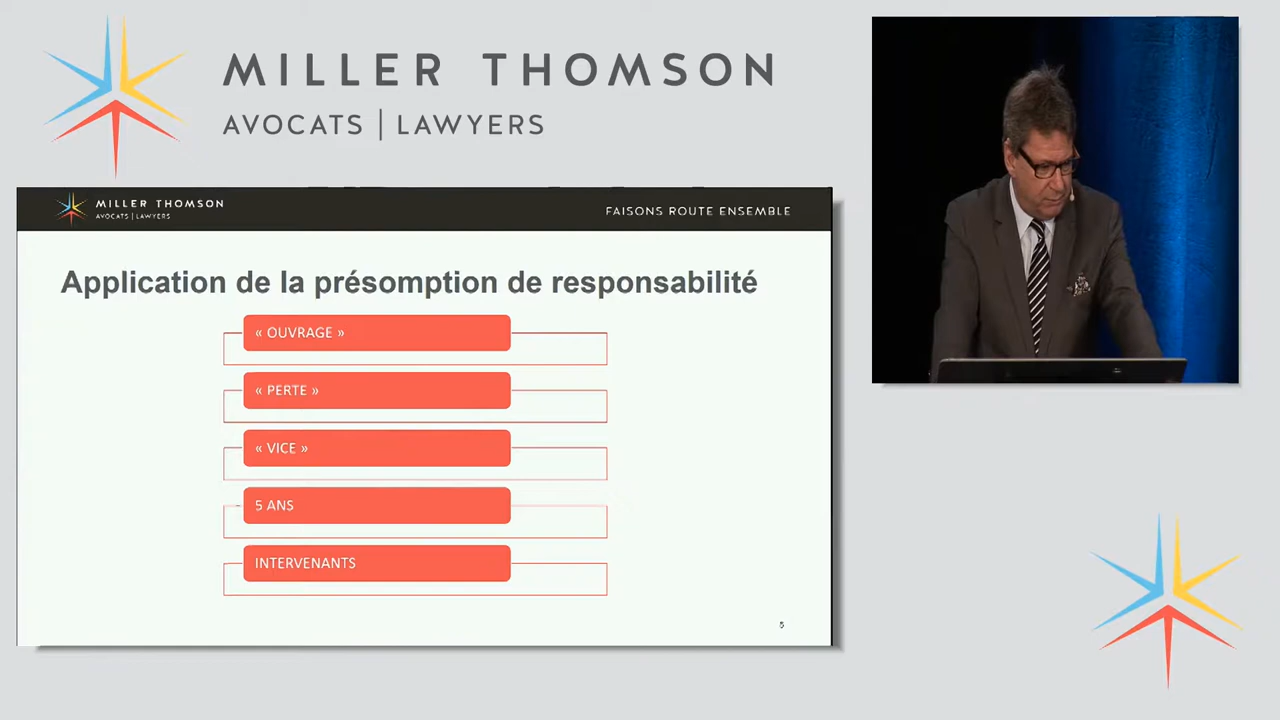 MILLER THOMSON
AVOCATS | LAWYERS
MILLER THOMSON
AVOCATS | LAWYERS
FAISONS ROUTE ENSEMBLE
Application de la présomption de responsabilité
« OUVRAGE »
« PERTE »
« VICE »
5 ANS
INTERVENANTS
5